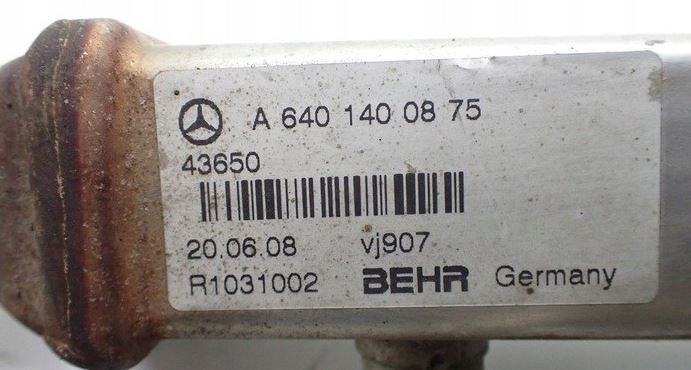 A 640 140 08 75
43650
20.06.08 vj907
R1031002 BEHR Germany